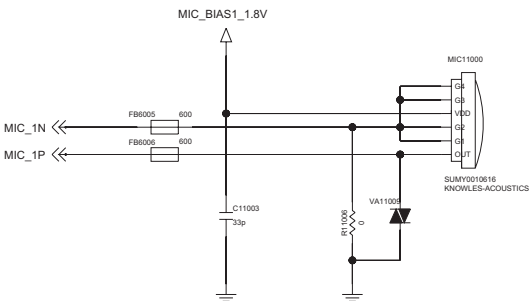 MIC_BIAS1_1.8V
MIC11000
G4
G3
VDD
G2
G1
OUT
FB6005 600
MIC_1N
FB6006 600
MIC_1P
SUMY0010616
KNOWLES-ACOUSTICS
C11003
33p
R11006
0
VA11009